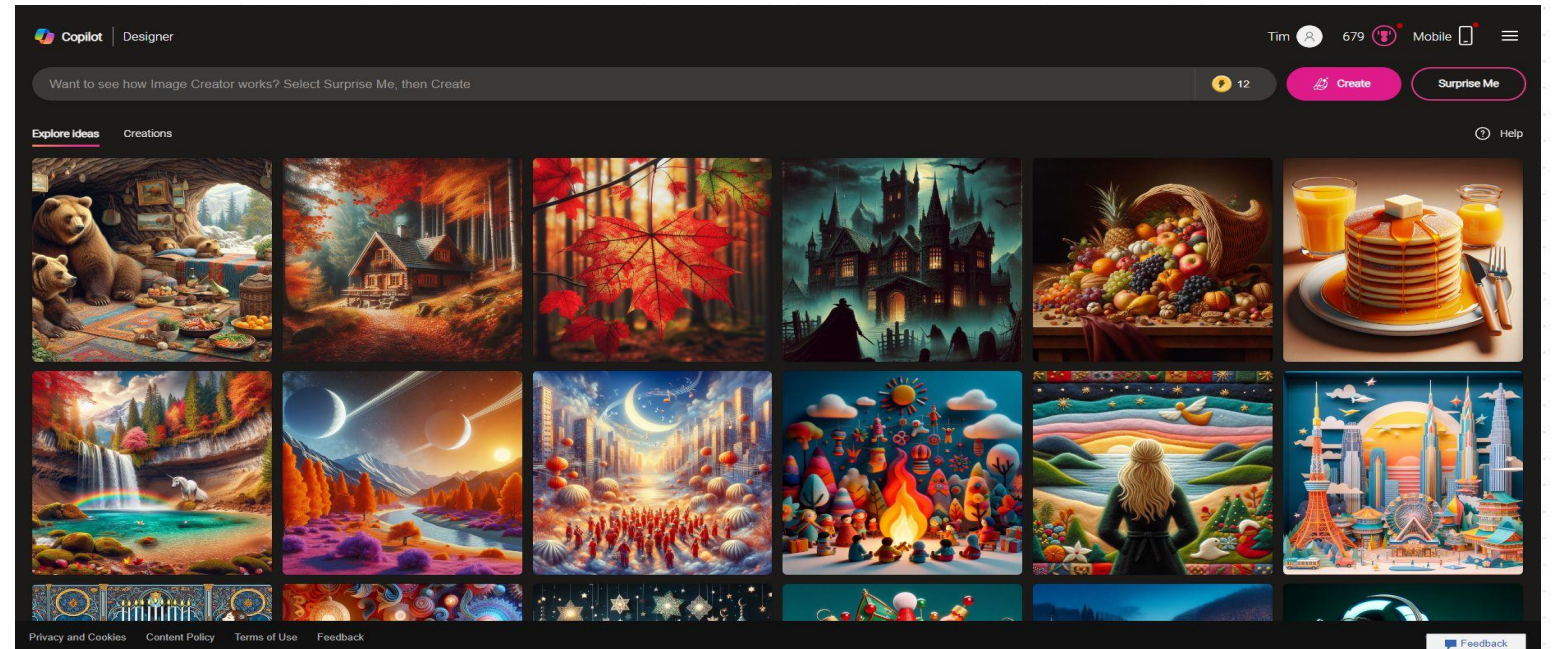 Copilot | Designer
Tim 679 Mobile
Want to see how Image Creator works? Select Surprise Me, then Create
12
Create
Surprise Me
Explore ideas Creations
Help
Privacy and Cookies Content Policy Terms of Use Feedback
Feedback